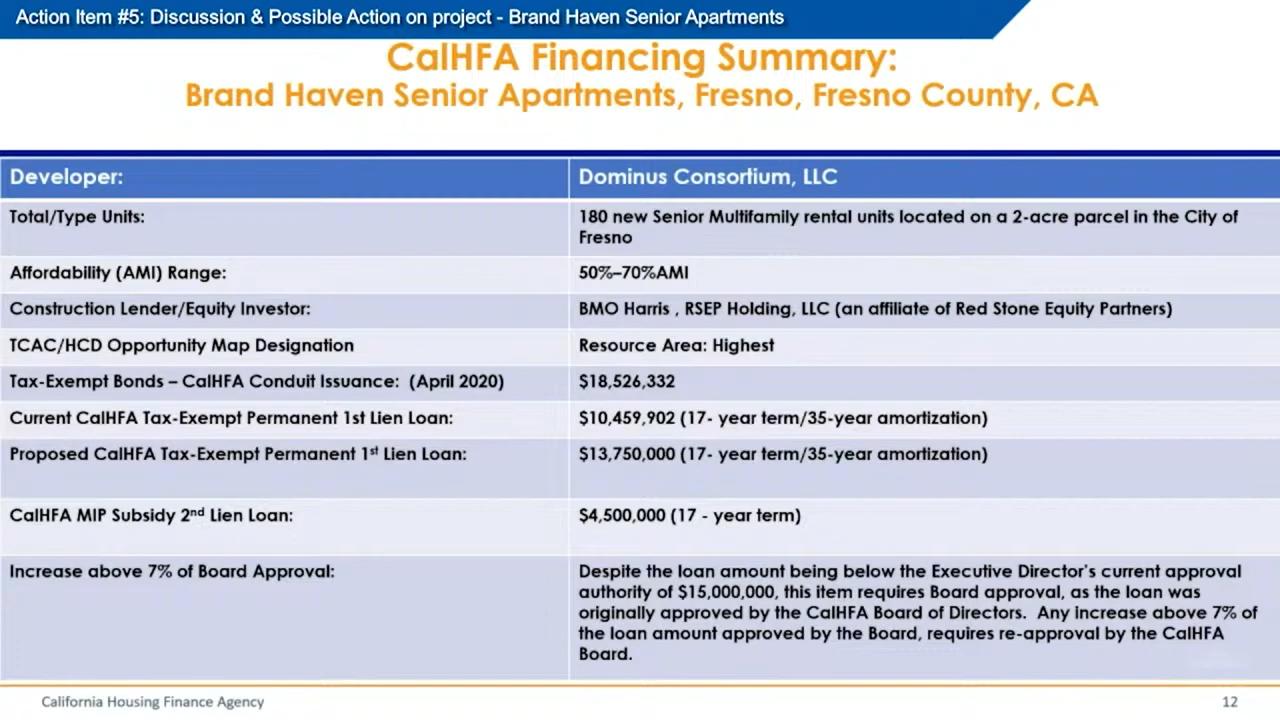 Action Item #5: Discussion & Possible Action on project - Brand Haven Senior Apartments
CalHFA Financing Summary:
Brand Haven Senior Apartments, Fresno, Fresno County, CA
Developer:
Dominus Consortium, LLC
Total/Type Units:
180 new Senior Multifamily rental units located on a 2-acre parcel in the City of
Fresno
Affordability (AMI) Range:
50%–70%AMI
Construction Lender/Equity Investor:
BMO Harris , RSEP Holding, LLC (an affiliate of Red Stone Equity Partners)
TCAC/HCD Opportunity Map Designation
Resource Area: Highest
Tax-Exempt Bonds – CalHFA Conduit Issuance: (April 2020)
$18,526,332
Current CalHFA Tax-Exempt Permanent 1st Lien Loan:
$10,459,902 (17- year term/35-year amortization)
Proposed CalHFA Tax-Exempt Permanent 1st Lien Loan:
$13,750,000 (17- year term/35-year amortization)
CalHFA MIP Subsidy 2nd Lien Loan:
$4,500,000 (17 - year term)
Increase above 7% of Board Approval:
Despite the loan amount being below the Executive Director's current approval
authority of $15,000,000, this item requires Board approval, as the loan was
originally approved by the CalHFA Board of Directors. Any increase above 7% of
the loan amount approved by the Board, requires re-approval by the CalHFA
Board.
California Housing Finance Agency
12